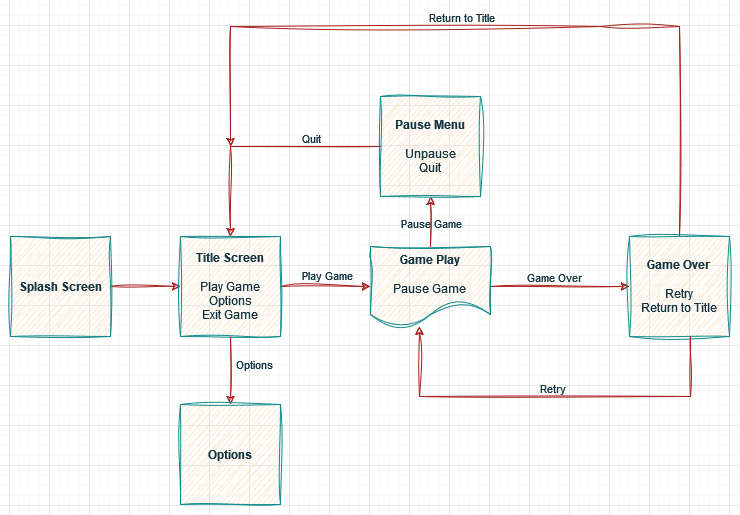 Return to Title
Pause Menu
Unpause
Quit
Quit
Pause Game
Splash Screen
Title Screen
Play Game
Options
Exit Game
Play Game
Game Play
Pause Game
Game Over
Game Over
Retry
Return to Title
Options
Retry
Options